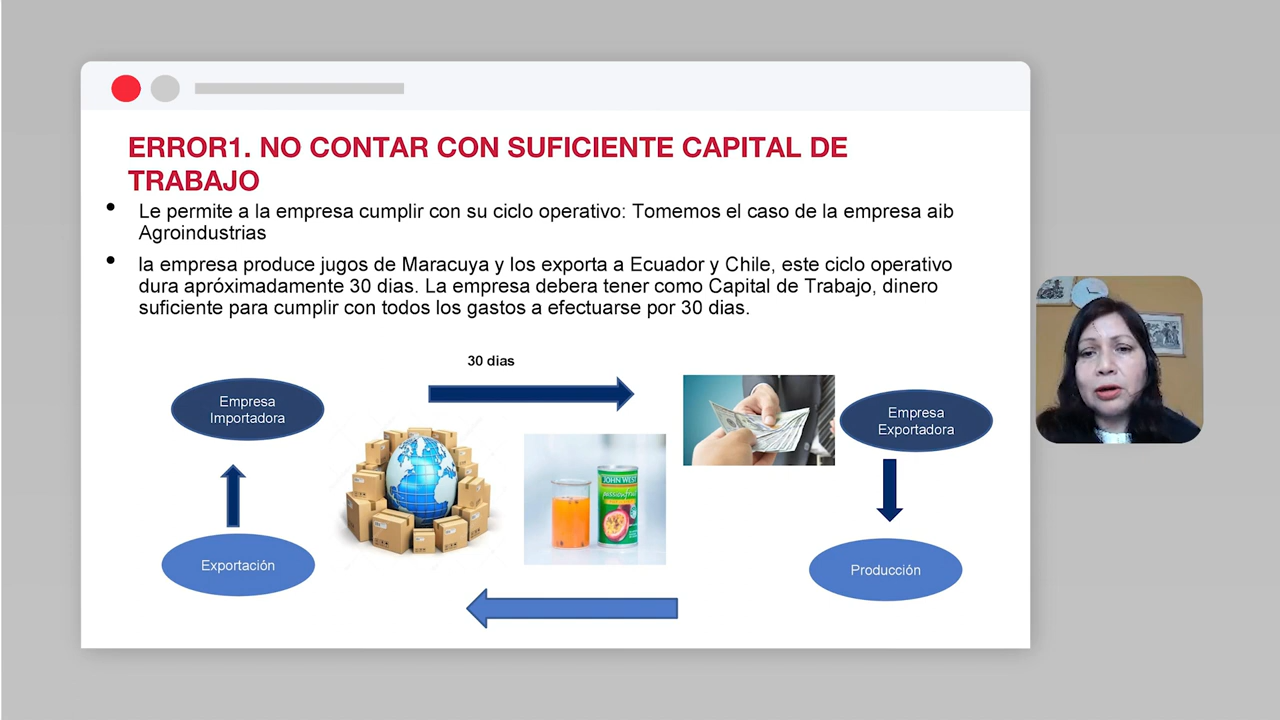 ERROR1. NO CONTAR CON SUFICIENTE CAPITAL DE
TRABAJO
• Le permite a la empresa cumplir con su ciclo operativo: Tomemos el caso de la empresa aib
Agroindustrias
• la empresa produce jugos de Maracuya y los exporta a Ecuador y Chile, este ciclo operativo
dura apróximadamente 30 dias. La empresa debera tener como Capital de Trabajo, dinero
suficiente para cumplir con todos los gastos a efectuarse por 30 dias.
30 dias
Empresa
Importadora
Empresa
Exportadora
JOHN WEST
passionfruit
Exportación
Producción